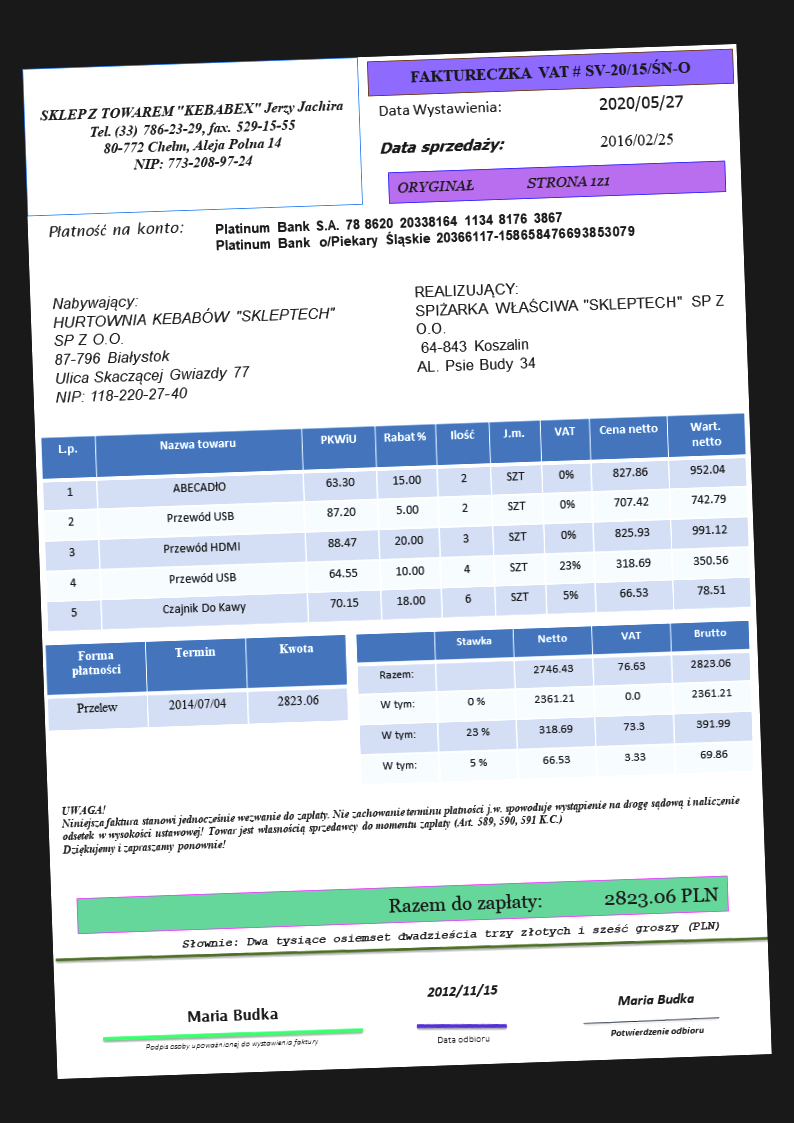 SKLEP Z TOWAREM "KEBABEX" Jerzy Jachira
Tel. (33) 786-23-29, fax. 529-15-55
80-772 Chełm, Aleja Polna 14
NIP: 773-208-97-24
FAKTURECZKA VAT # SV-20/15/ŚN-O
Data Wystawienia: 2020/05/27
Data sprzedaży: 2016/02/25
ORYGINAŁ STRONA 1z1
Płatność na konto: Platinum Bank S.A. 78 8620 20338164 1134 8176 3867
Platinum Bank o/Piekary Śląskie 20366117-158658476693853079
Nabywający:
HURTOWNIA KEBABÓW "SKLEPTECH"
SP Z O.O.
87-796 Białystok
Ulica Skaczącej Gwiazdy 77
NIP: 118-220-27-40
REALIZUJĄCY:
SPIŻARKA WŁAŚCIWA "SKLEPTECH" SP Z
O.O.
64-843 Koszalin
AL. Psie Budy 34
L.p. Nazwa towaru PKWiU Rabat % Ilość J.m. VAT Cena netto Wart. netto
1 ABECADŁO 63.30 15.00 2 SZT 0% 827.86 952.04
2 Przewód USB 87.20 5.00 2 SZT 0% 707.42 742.79
3 Przewód HDMI 88.47 20.00 3 SZT 0% 825.93 991.12
4 Przewód USB 64.55 10.00 4 SZT 23% 318.69 350.56
5 Czajnik Do Kawy 70.15 18.00 6 SZT 5% 66.53 78.51
Forma płatności Termin Kwota
Przelew 2014/07/04 2823.06
Stawka Netto VAT Brutto
Razem: 2746.43 76.63 2823.06
W tym: 0 % 2361.21 0.0 2361.21
W tym: 23 % 318.69 73.3 391.99
W tym: 5 % 66.53 3.33 69.86
UWAGA!
Niniejsza faktura stanowi jednocześnie wezwanie do zapłaty. Nie zachowanie terminu płatności j.w. spowoduje wystąpienie na drogę sądową i naliczenie
odsetek w wysokości ustawowej! Towar jest własnością sprzedawcy do momentu zapłaty (Art. 589, 590, 591 K.C.)
Dziękujemy i zapraszamy ponownie!
Razem do zapłaty: 2823.06 PLN
Słownie: Dwa tysiące osiemset dwadzieścia trzy złotych i sześć groszy (PLN)
Maria Budka
Podpis osoby upoważnionej do wystawienia faktury
2012/11/15
Data odbioru
Maria Budka
Potwierdzenie odbioru